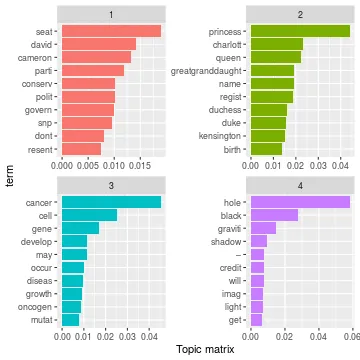 1
seat
david
cameron
parti
conserv
polit
govern
snp
dont
resent
0.000 0.005 0.010 0.015
2
princess
charlott
queen
greatgranddaught
name
regist
duchess
duke
kensington
birth
0.00 0.01 0.02 0.03 0.04
3
cancer
cell
gene
develop
may
occur
diseas
growth
oncogen
mutat
0.00 0.01 0.02 0.03 0.04
4
hole
black
graviti
shadow
–
credit
will
imag
light
get
0.00 0.02 0.04 0.06
term
Topic matrix